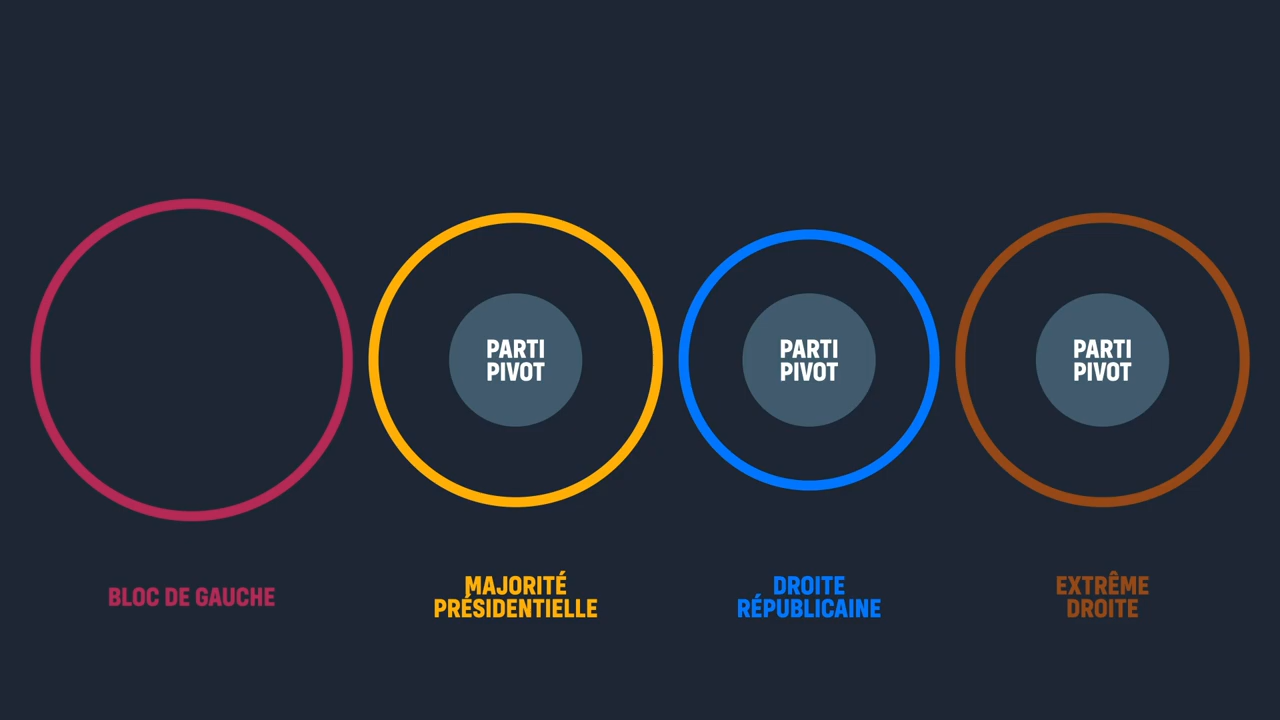 PARTI
PIVOT
PARTI
PIVOT
PARTI
PIVOT
BLOC DE GAUCHE
MAJORITÉ
PRÉSIDENTIELLE
DROITE
RÉPUBLICAINE
EXTRÊME
DROITE